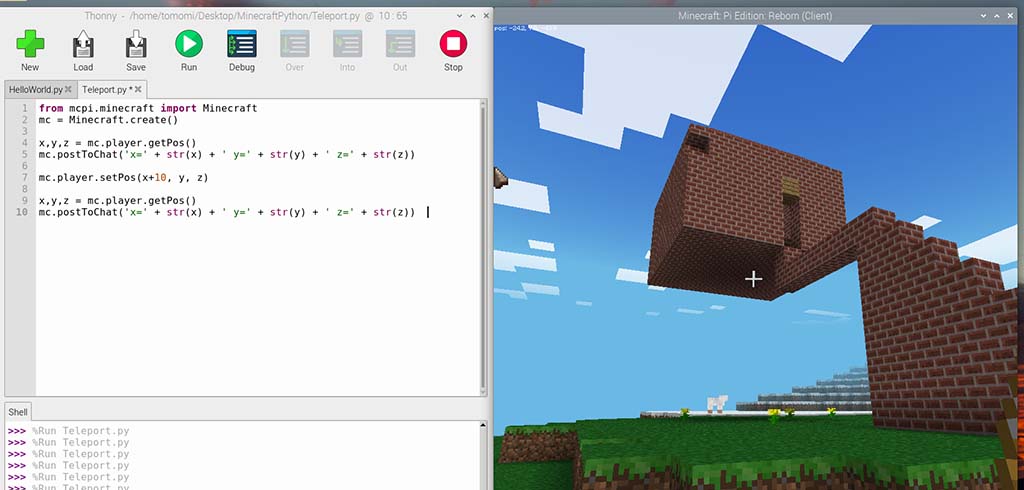 Thonny - /home/tomomi/Desktop/MinecraftPython/Teleport.py @ 10 : 65
New Load Save Run Debug Over Into Out Stop
HelloWorld.py Teleport.py *
1 from mcpi.minecraft import Minecraft
2 mc = Minecraft.create()
3
4 x,y,z = mc.player.getPos()
5 mc.postToChat('x=' + str(x) + ' y=' + str(y) + ' z=' + str(z))
6
7 mc.player.setPos(x+10, y, z)
8
9 x,y,z = mc.player.getPos()
10 mc.postToChat('x=' + str(x) + ' y=' + str(y) + ' z=' + str(z))
Shell
>>> %Run Teleport.py
>>> %Run Teleport.py
>>> %Run Teleport.py
>>> %Run Teleport.py
>>> %Run Teleport.py
>>> %Run Teleport.py
Minecraft: Pi Edition: Reborn (Client)
pos: